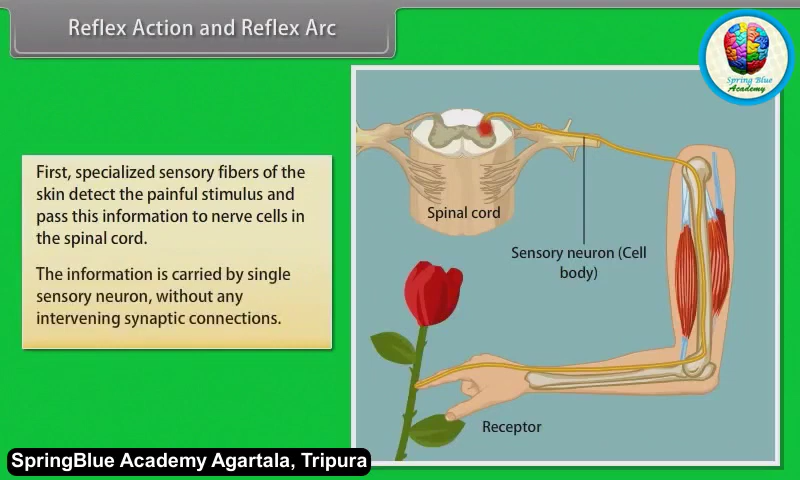 Reflex Action and Reflex Arc
Spring Blue
Academy
First, specialized sensory fibers of the
skin detect the painful stimulus and
pass this information to nerve cells in
the spinal cord.
The information is carried by single
sensory neuron, without any
intervening synaptic connections.
Spinal cord
Sensory neuron (Cell
body)
Receptor
SpringBlue Academy Agartala, Tripura